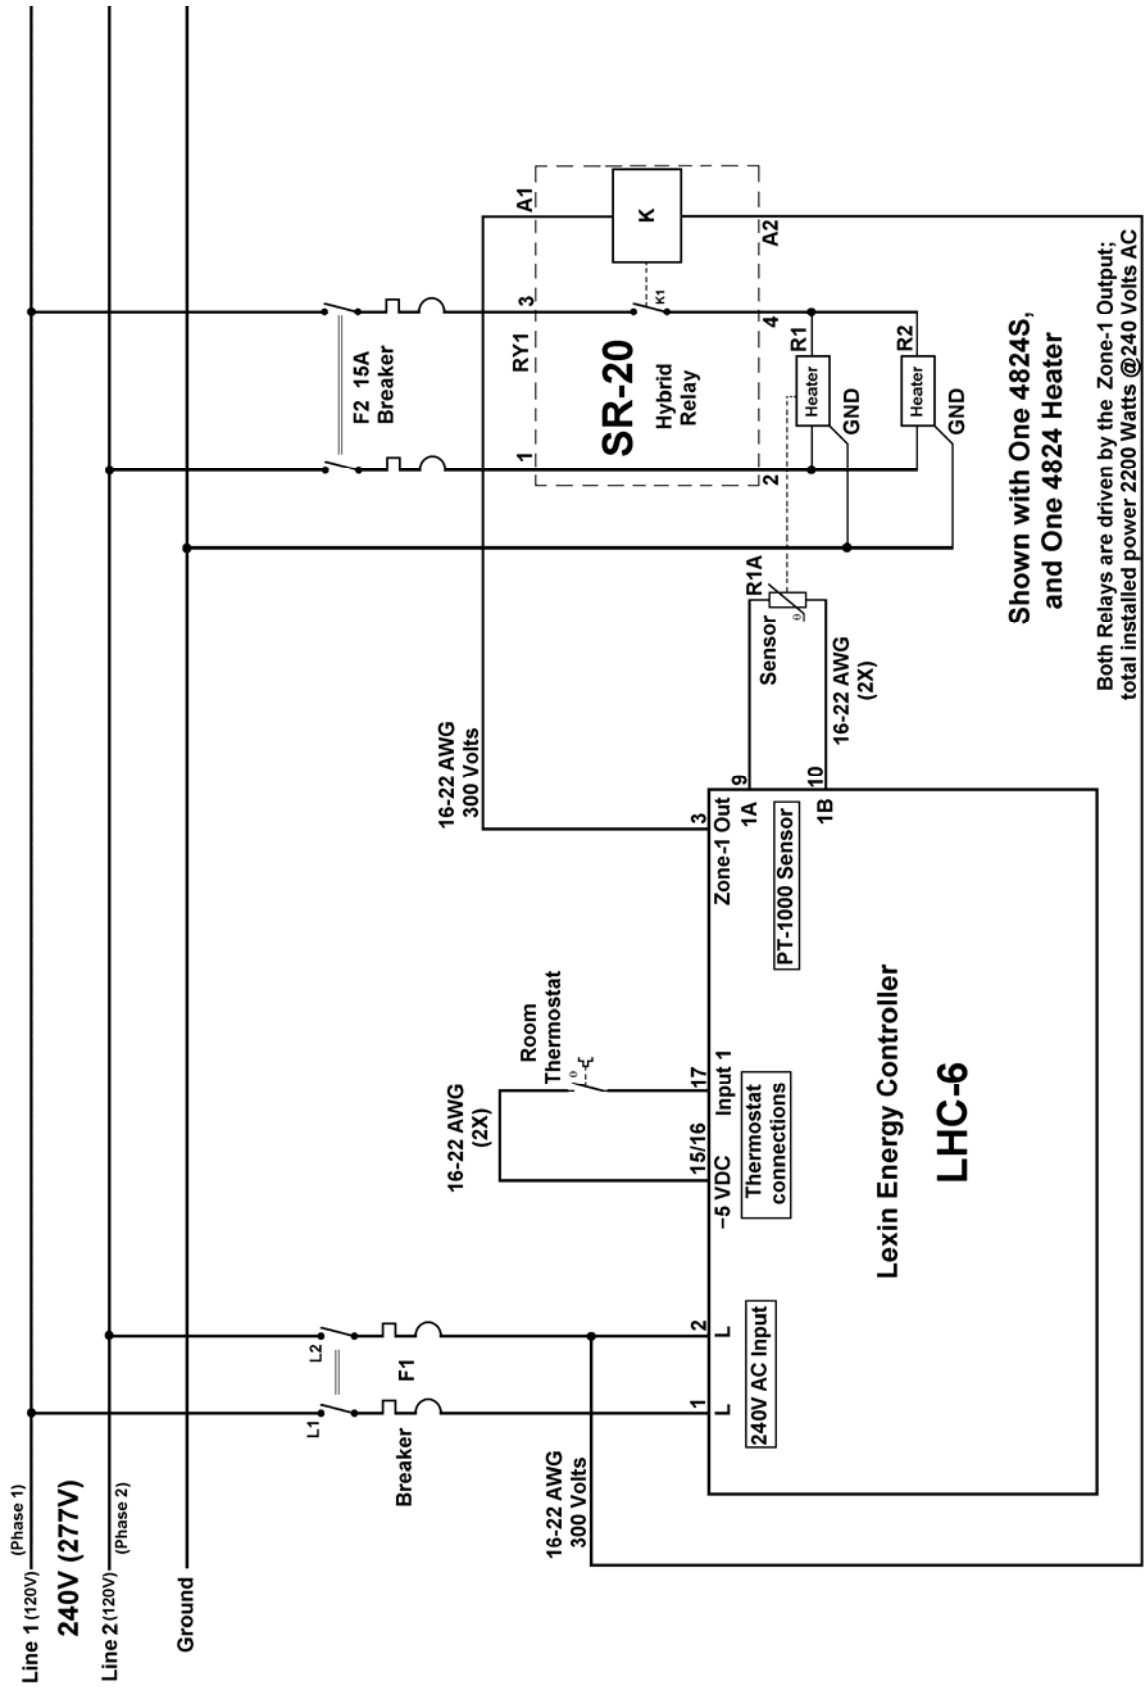 Line 1 (120V) (Phase 1)
240V (277V)
Line 2 (120V) (Phase 2)
Ground
L1
L2
Breaker
F1
16-22 AWG
300 Volts
F2 15A
Breaker
16-22 AWG
(2X)
Room
Thermostat
θ
16-22 AWG
300 Volts
A1
3
RY1
1
K
K1
SR-20
Hybrid
Relay
A2
4
2
R1
Heater
GND
R2
Heater
GND
R1A
Sensor
θ
16-22 AWG
(2X)
1
L
2
L
240V AC Input
15/16
−5 VDC
17
Input 1
Thermostat
connections
3
Zone-1 Out
9
1A
10
1B
PT-1000 Sensor
Lexin Energy Controller
LHC-6
Shown with One 4824S,
and One 4824 Heater
Both Relays are driven by the Zone-1 Output;
total installed power 2200 Watts @240 Volts AC